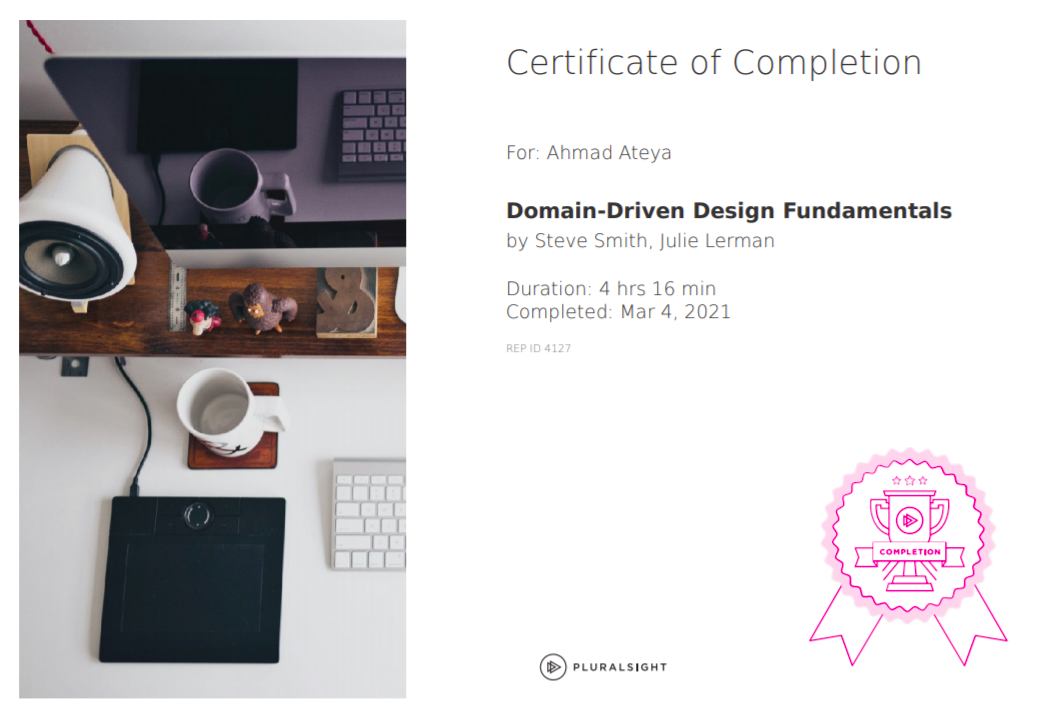 Certificate of Completion
For: Ahmad Ateya
Domain-Driven Design Fundamentals
by Steve Smith, Julie Lerman
Duration: 4 hrs 16 min
Completed: Mar 4, 2021
REP ID 4127
COMPLETION
PLURALSIGHT